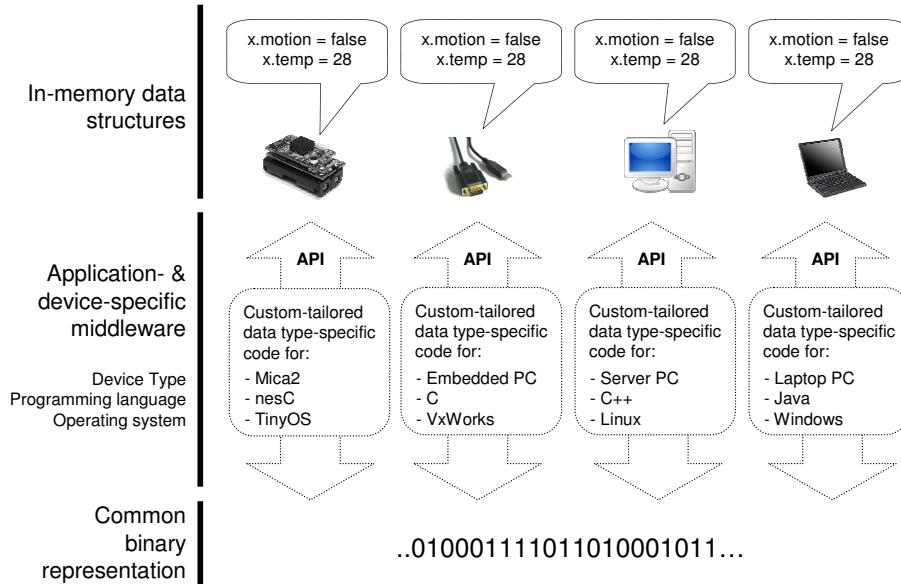 x.motion = false
x.temp = 28
x.motion = false
x.temp = 28
x.motion = false
x.temp = 28
x.motion = false
x.temp = 28
In-memory data
structures
Application- &
device-specific
middleware
Device Type
Programming language
Operating system
API
Custom-tailored
data type-specific
code for:
- Mica2
- nesC
- TinyOS
API
Custom-tailored
data type-specific
code for:
- Embedded PC
- C
- VxWorks
API
Custom-tailored
data type-specific
code for:
- Server PC
- C++
- Linux
API
Custom-tailored
data type-specific
code for:
- Laptop PC
- Java
- Windows
Common
binary
representation
..010001111011010001011...